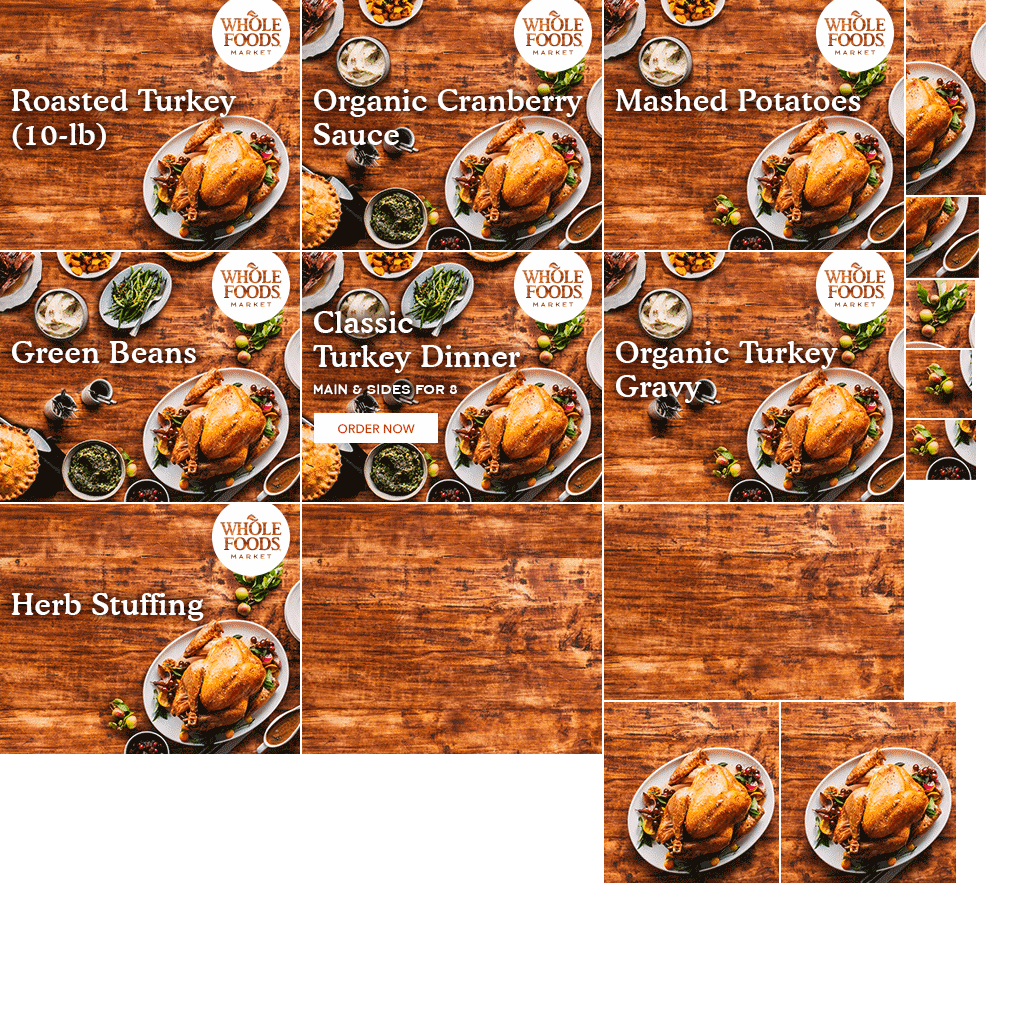 WHOLE
FOODS
MARKET
Roasted Turkey
(10-lb)
WHOLE
FOODS
MARKET
Organic Cranberry
Sauce
WHOLE
FOODS
MARKET
Mashed Potatoes
WHOLE
FOODS
MARKET
Green Beans
WHOLE
FOODS
MARKET
Classic
Turkey Dinner
MAIN & SIDES FOR 8
ORDER NOW
WHOLE
FOODS
MARKET
Organic Turkey
Gravy
WHOLE
FOODS
MARKET
Herb Stuffing